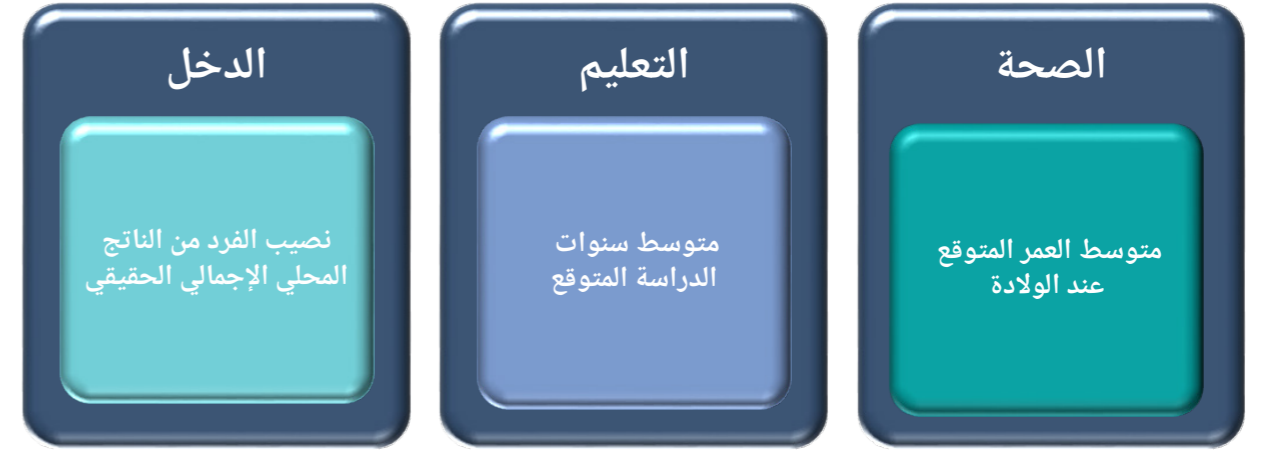 الصحة
متوسط العمر المتوقع
عند الولادة
التعليم
متوسط سنوات
الدراسة المتوقع
الدخل
نصيب الفرد من الناتج
المحلي الإجمالي الحقيقي